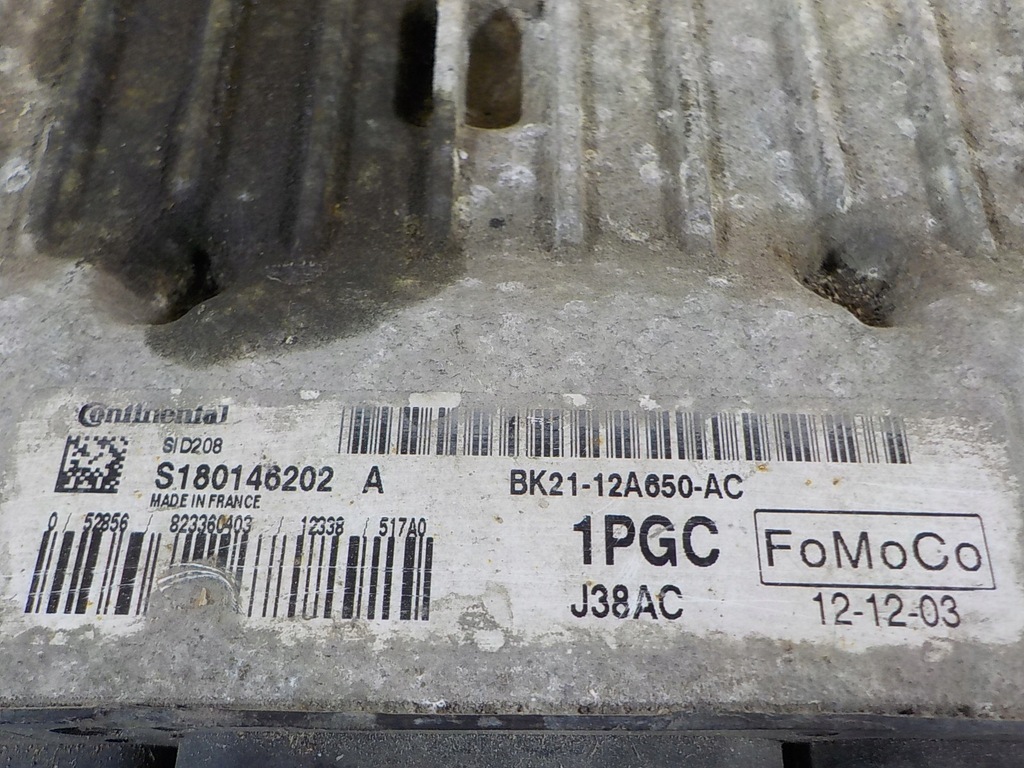 Continental
SID208
S180146202 A
MADE IN FRANCE
0 52856 823360403 12338 517A0
BK21-12A650-AC
1PGC
J38AC
FoMoCo
12-12-03